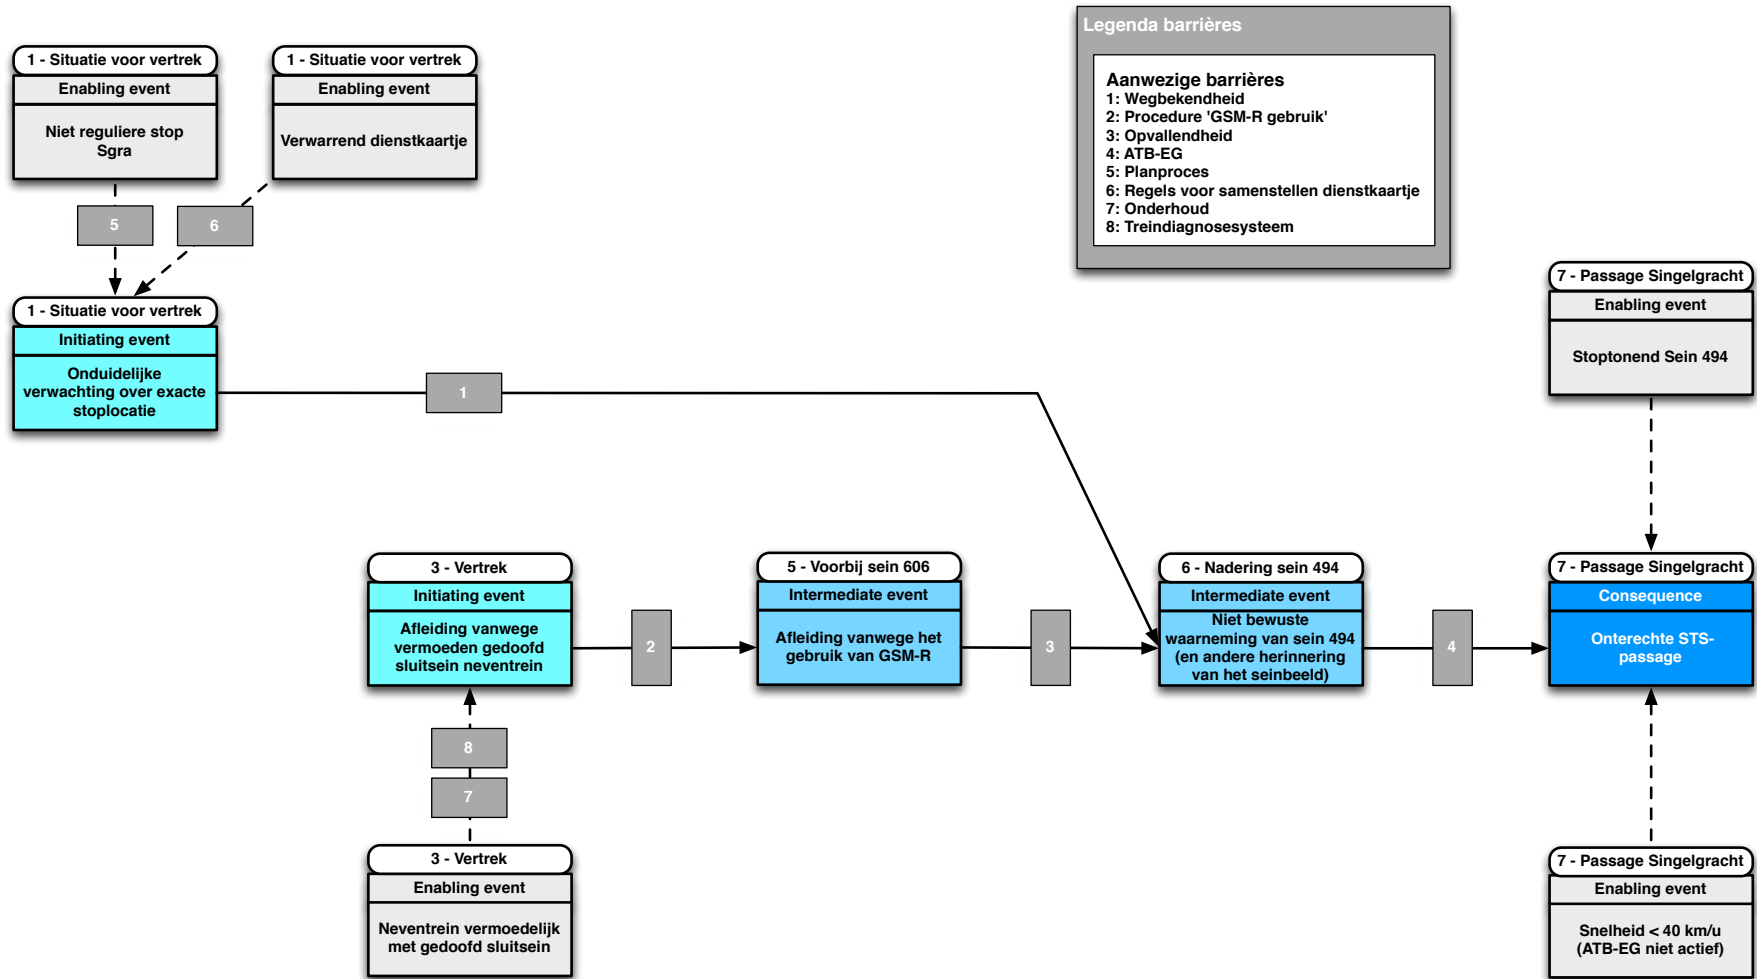 Legenda barrières
Aanwezige barrières
1: Wegbekendheid
2: Procedure 'GSM-R gebruik'
3: Opvallendheid
4: ATB-EG
5: Planproces
6: Regels voor samenstellen dienstkaartje
7: Onderhoud
8: Treindiagnosesysteem
1 - Situatie voor vertrek
Enabling event
Niet reguliere stop
Sgra
1 - Situatie voor vertrek
Enabling event
Verwarrend dienstkaartje
5
6
1 - Situatie voor vertrek
Initiating event
Onduidelijke
verwachting over exacte
stoplocatie
1
7 - Passage Singelgracht
Enabling event
Stoptonend Sein 494
3 - Vertrek
Initiating event
Afleiding vanwege
vermoeden gedoofd
sluitsein neventrein
2
5 - Voorbij sein 606
Intermediate event
Afleiding vanwege het
gebruik van GSM-R
3
6 - Nadering sein 494
Intermediate event
Niet bewuste
waarneming van sein 494
(en andere herinnering
van het seinbeeld)
4
7 - Passage Singelgracht
Consequence
Onterechte STS-
passage
8
7
3 - Vertrek
Enabling event
Neventrein vermoedelijk
met gedoofd sluitsein
7 - Passage Singelgracht
Enabling event
Snelheid < 40 km/u
(ATB-EG niet actief)